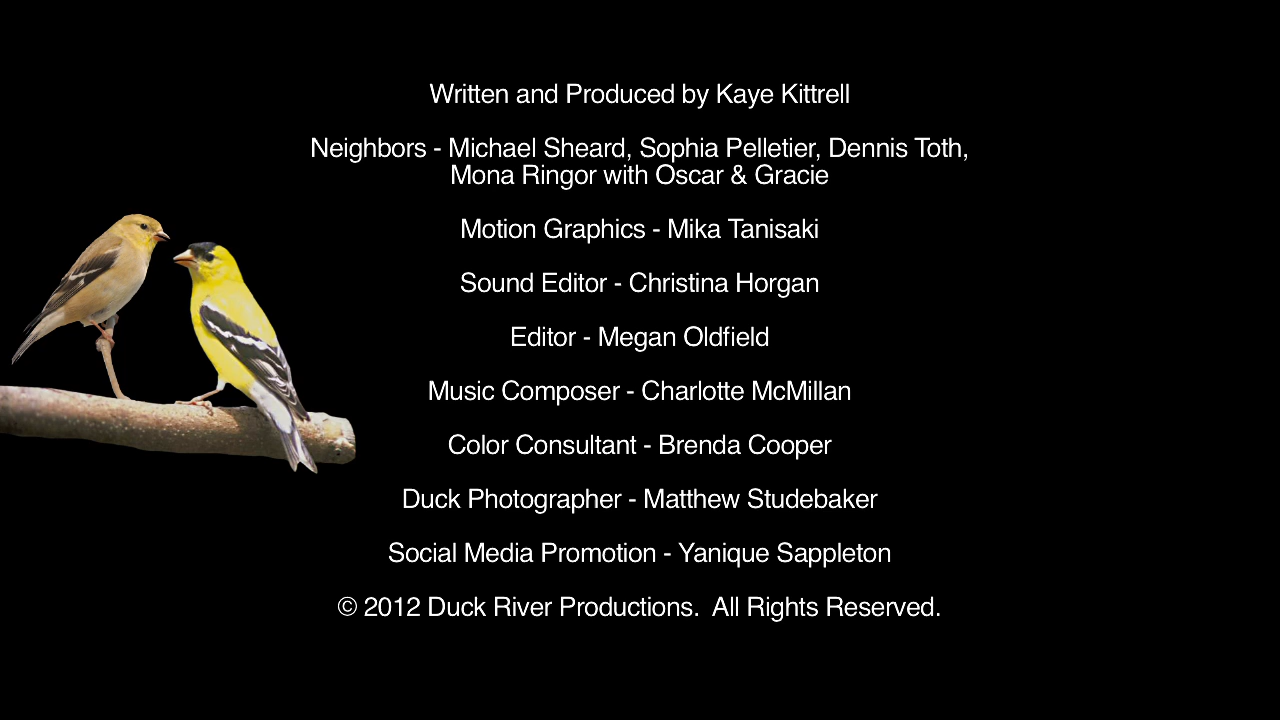 Written and Produced by Kaye Kittrell
Neighbors - Michael Sheard, Sophia Pelletier, Dennis Toth,
Mona Ringor with Oscar & Gracie
Motion Graphics - Mika Tanisaki
Sound Editor - Christina Horgan
Editor - Megan Oldfield
Music Composer - Charlotte McMillan
Color Consultant - Brenda Cooper
Duck Photographer - Matthew Studebaker
Social Media Promotion - Yanique Sappleton
© 2012 Duck River Productions.  All Rights Reserved.